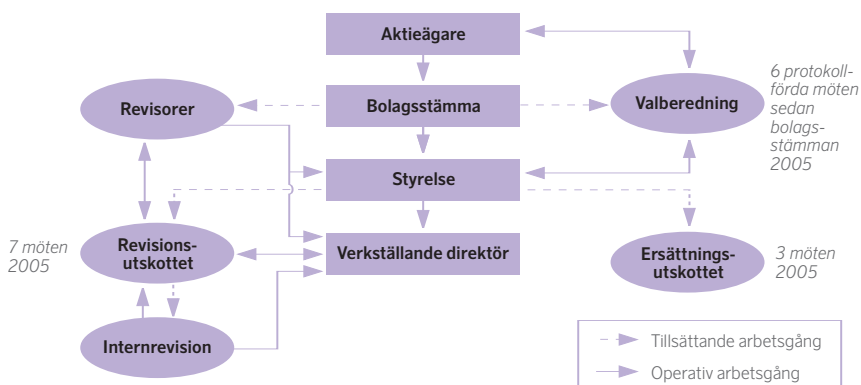 Aktieägare
Revisorer
Bolagsstämma
Valberedning
6 protokoll-
förda möten
sedan
bolags-
stämman
2005
Styrelse
7 möten
2005
Revisions-
utskottet
Verkställande direktör
Ersättnings-
utskottet
3 möten
2005
Internrevision
Tillsättande arbetsgång
Operativ arbetsgång